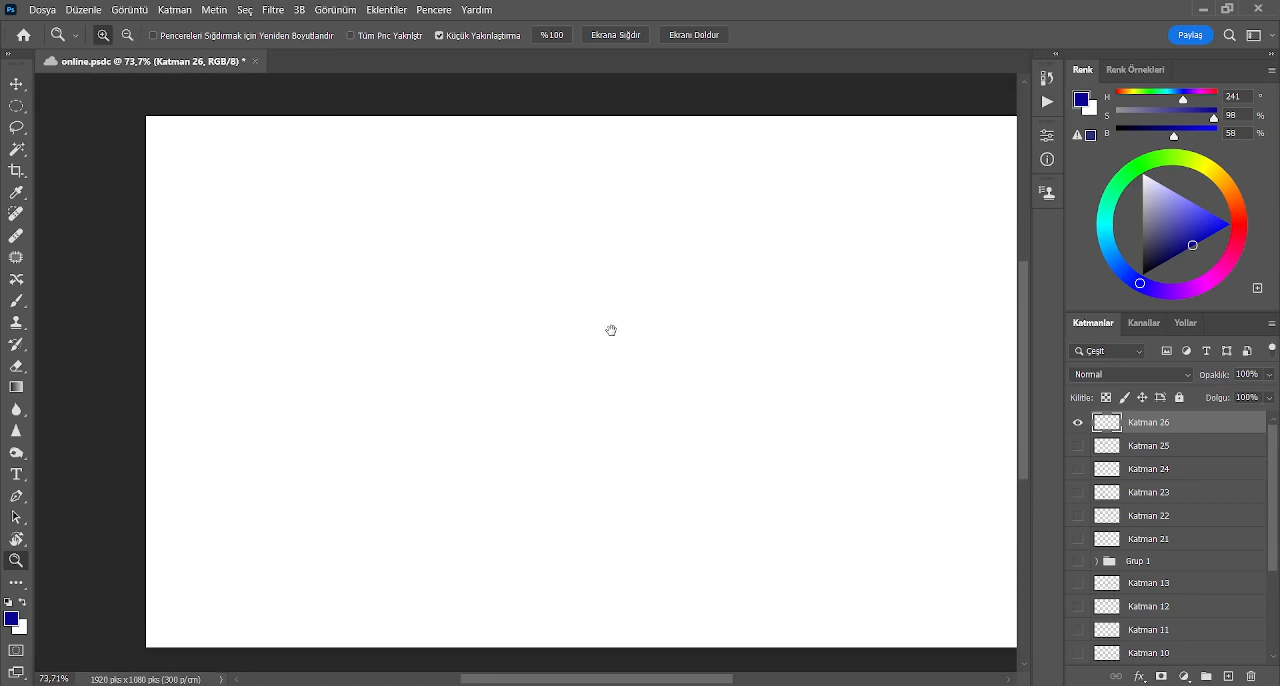 Ps Dosya Düzenle Görüntü Katman Metin Seç Filtre 3B Görünüm Eklentiler Pencere Yardım
Pencereleri Sığdırmak için Yeniden Boyutlandır Tüm Pnc Yaklnştr Küçük Yakınlaştırma %100 Ekrana Sığdır Ekranı Doldur Paylaş
online.psdc @ 73,7% (Katman 26, RGB/8) *
Renk Renk Örnekleri
H 241 °
S 98 %
B 58 %
Katmanlar Kanallar Yollar
Çeşit
Normal Opaklık: 100%
Kilitle: Dolgu: 100%
Katman 26
Katman 25
Katman 24
Katman 23
Katman 22
Katman 21
Grup 1
Katman 13
Katman 12
Katman 11
Katman 10
73,71% 1920 pks x 1080 pks (300 p/cm)
fx